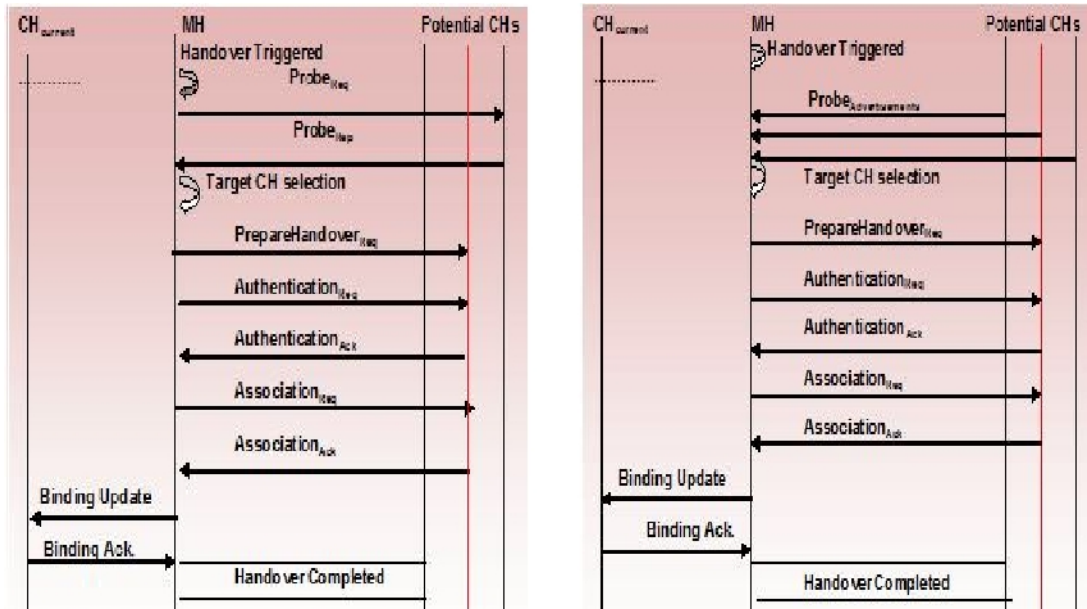 CHcurrent MH Potential CHs
Handover Triggered
ProbeReq
ProbeRep
Target CH selection
PrepareHandoverReq
AuthenticationReq
AuthenticationAck
AssociationReq
AssociationAck
Binding Update
Binding Ack.
Handover Completed
CHcurrent MH Potential CHs
Handover Triggered
ProbeAdvertisements
Target CH selection
PrepareHandoverReq
AuthenticationReq
AuthenticationAck
AssociationReq
AssociationAck
Binding Update
Binding Ack.
Handover Completed